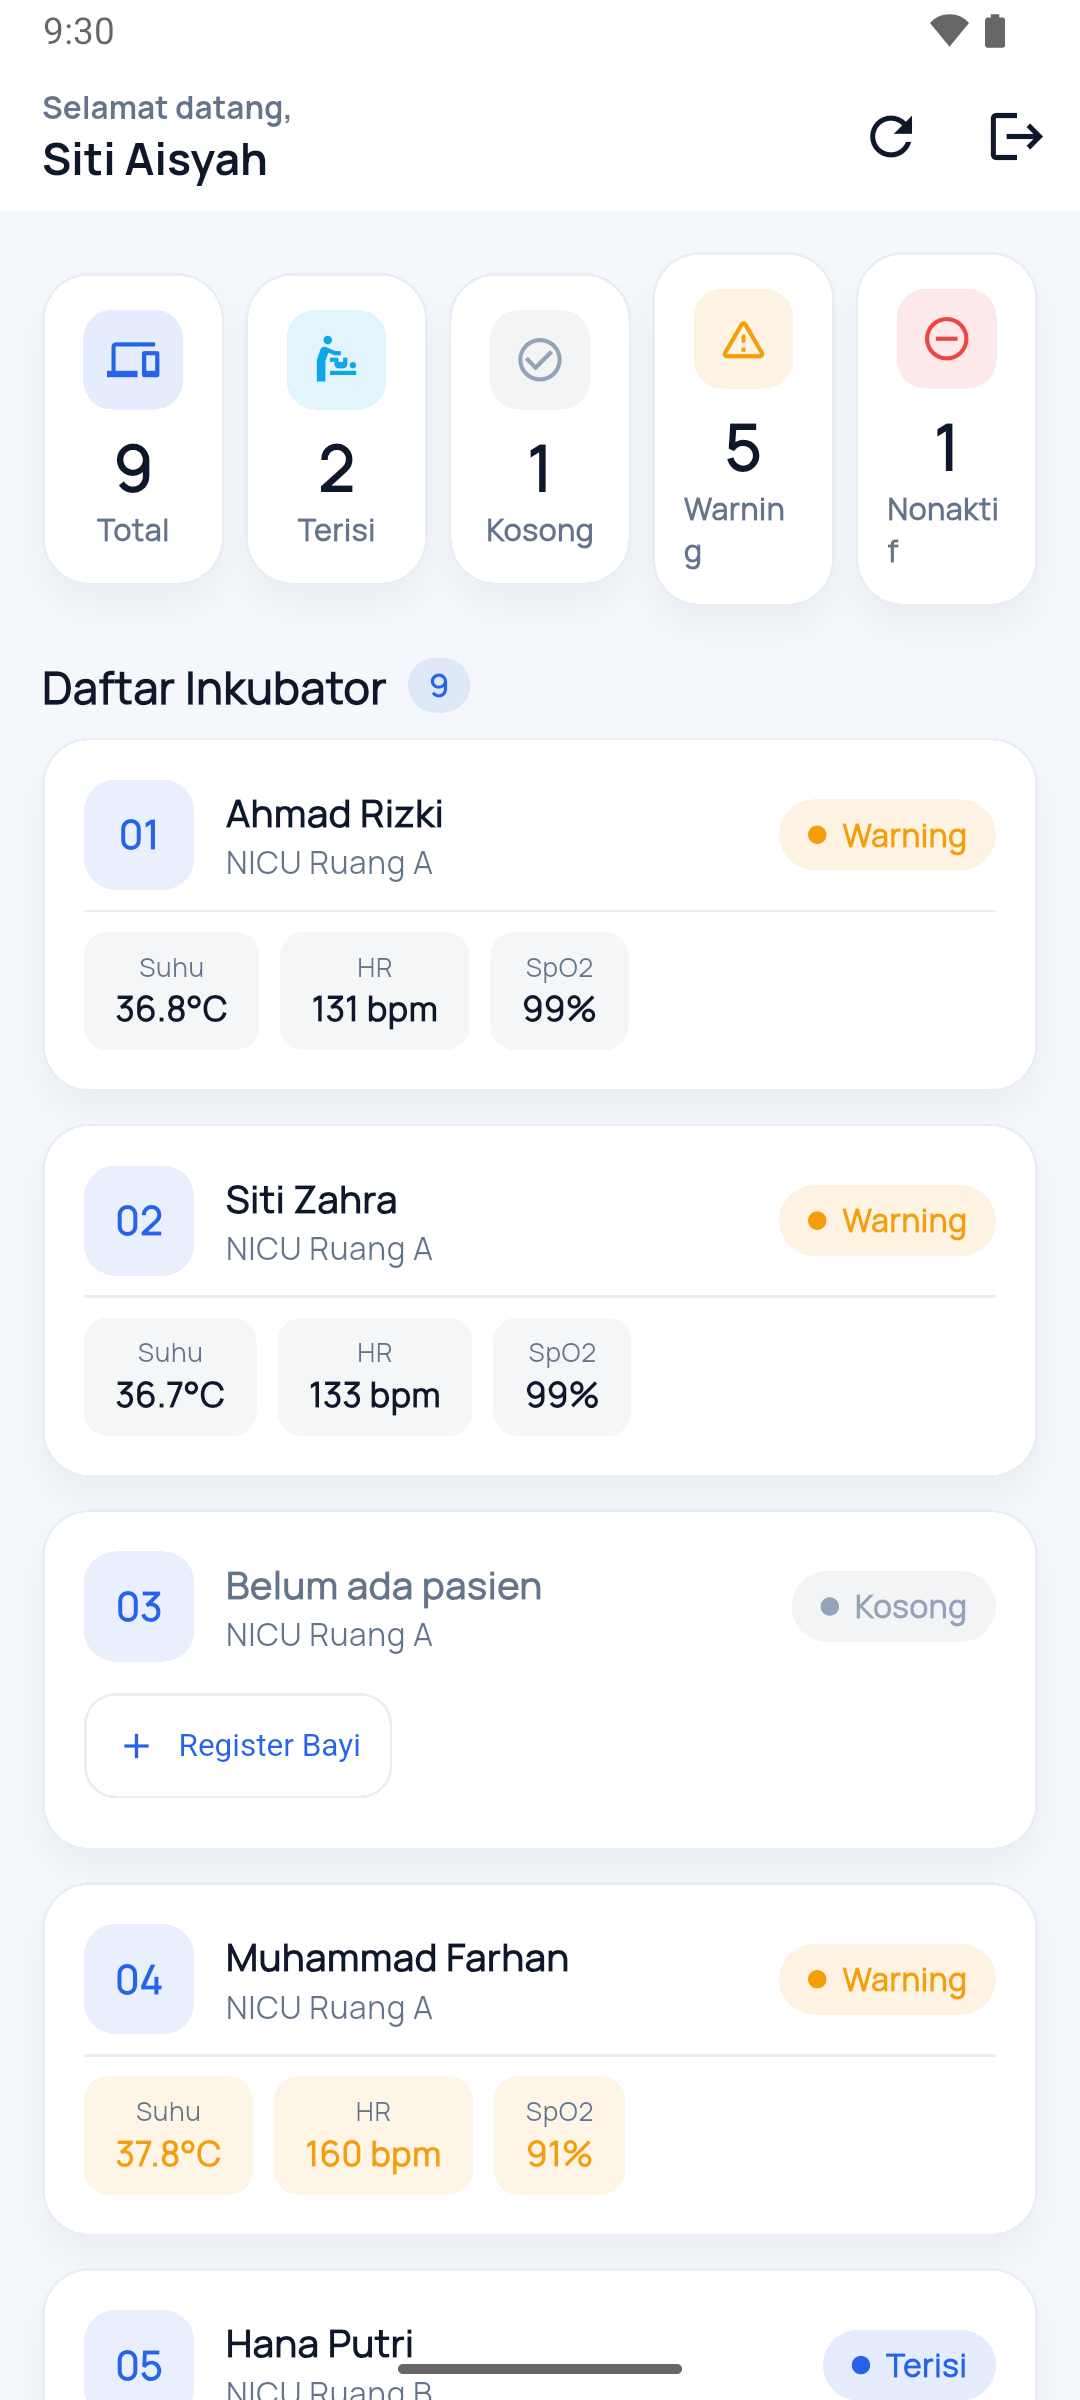 9:30
Selamat datang,
Siti Aisyah
9
Total
2
Terisi
1
Kosong
5
Warnin
g
1
Nonakti
f
Daftar Inkubator 9
01
Ahmad Rizki
NICU Ruang A
Warning
Suhu
36.8°C
HR
131 bpm
SpO2
99%
02
Siti Zahra
NICU Ruang A
Warning
Suhu
36.7°C
HR
133 bpm
SpO2
99%
03
Belum ada pasien
NICU Ruang A
Kosong
Register Bayi
04
Muhammad Farhan
NICU Ruang A
Warning
Suhu
37.8°C
HR
160 bpm
SpO2
91%
05
Hana Putri
NICU Ruang B
Terisi